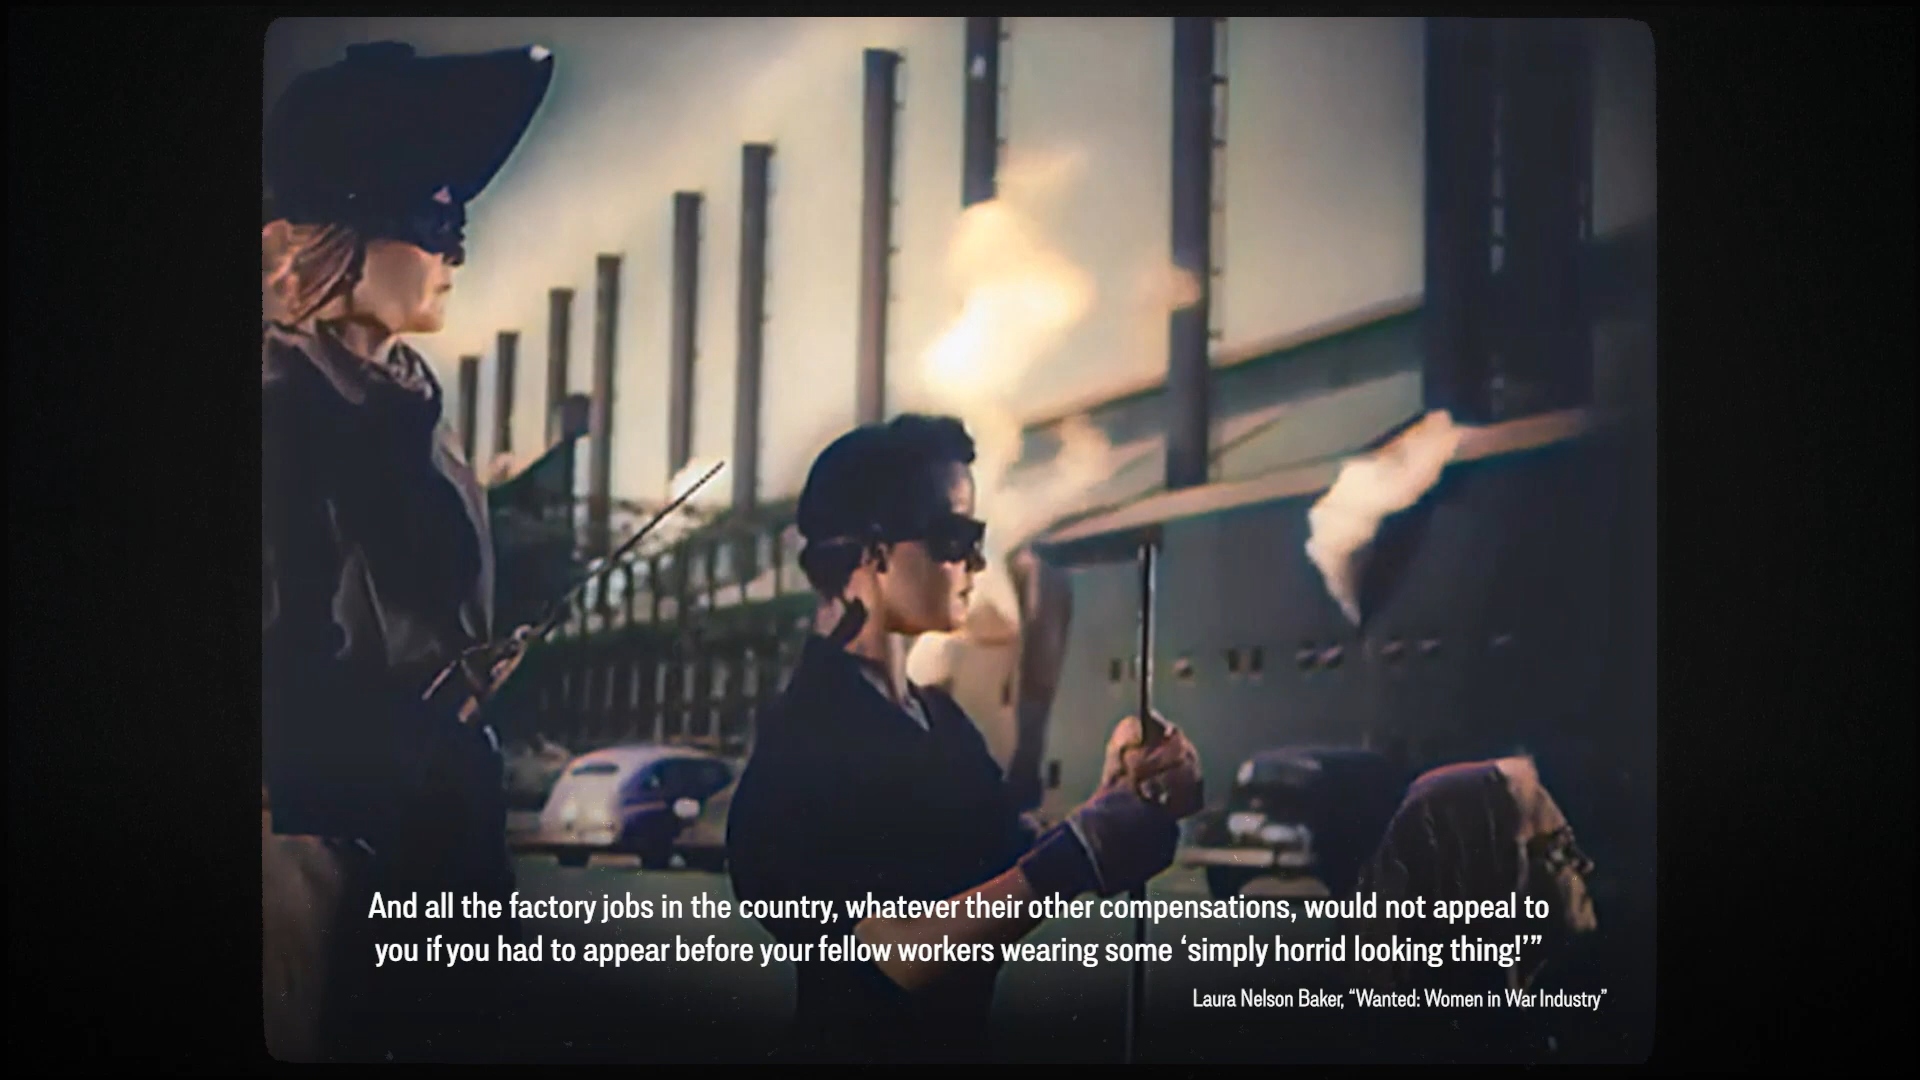 And all the factory jobs in the country, whatever their other compensations, would not appeal to
you if you had to appear before your fellow workers wearing some ‘simply horrid looking thing!’”
Laura Nelson Baker, “Wanted: Women in War Industry”